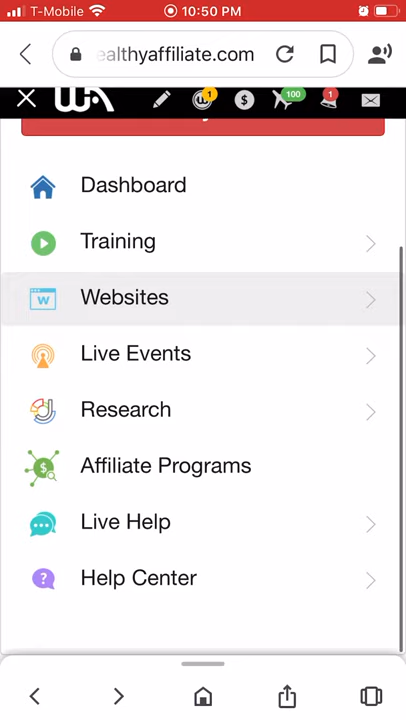 T-Mobile 10:50 PM
ealthyaffiliate.com
WA 1 $ 100 1
Dashboard
Training
W Websites
Live Events
Research
$ Affiliate Programs
Live Help
? Help Center